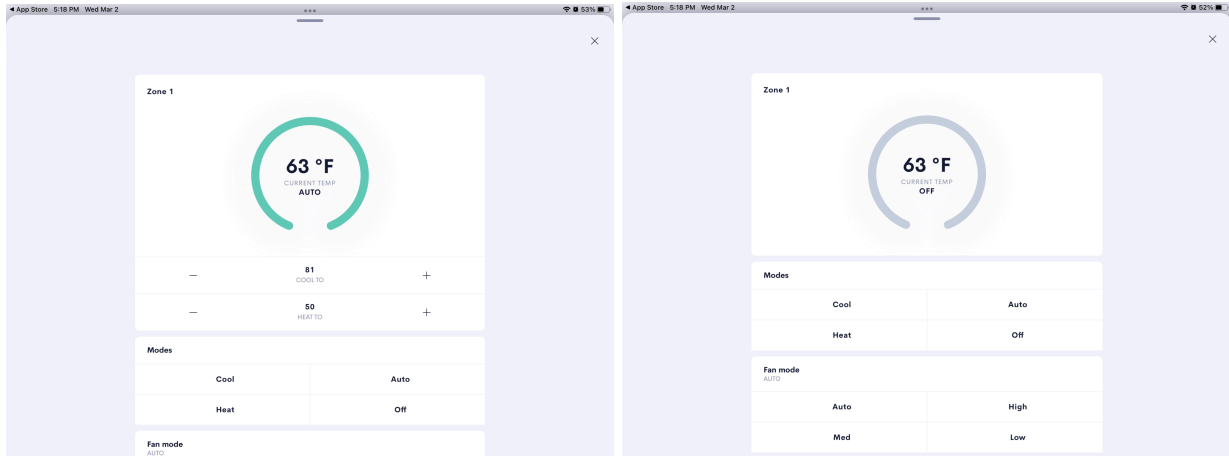 App Store 5:18 PM Wed Mar 2
53%
Zone 1
63 °F
CURRENT TEMP
AUTO
81
COOL TO
50
HEAT TO
Modes
Cool Auto
Heat Off
Fan mode
AUTO
App Store 5:18 PM Wed Mar 2
52%
Zone 1
63 °F
CURRENT TEMP
OFF
Modes
Cool Auto
Heat Off
Fan mode
AUTO
Auto High
Med Low